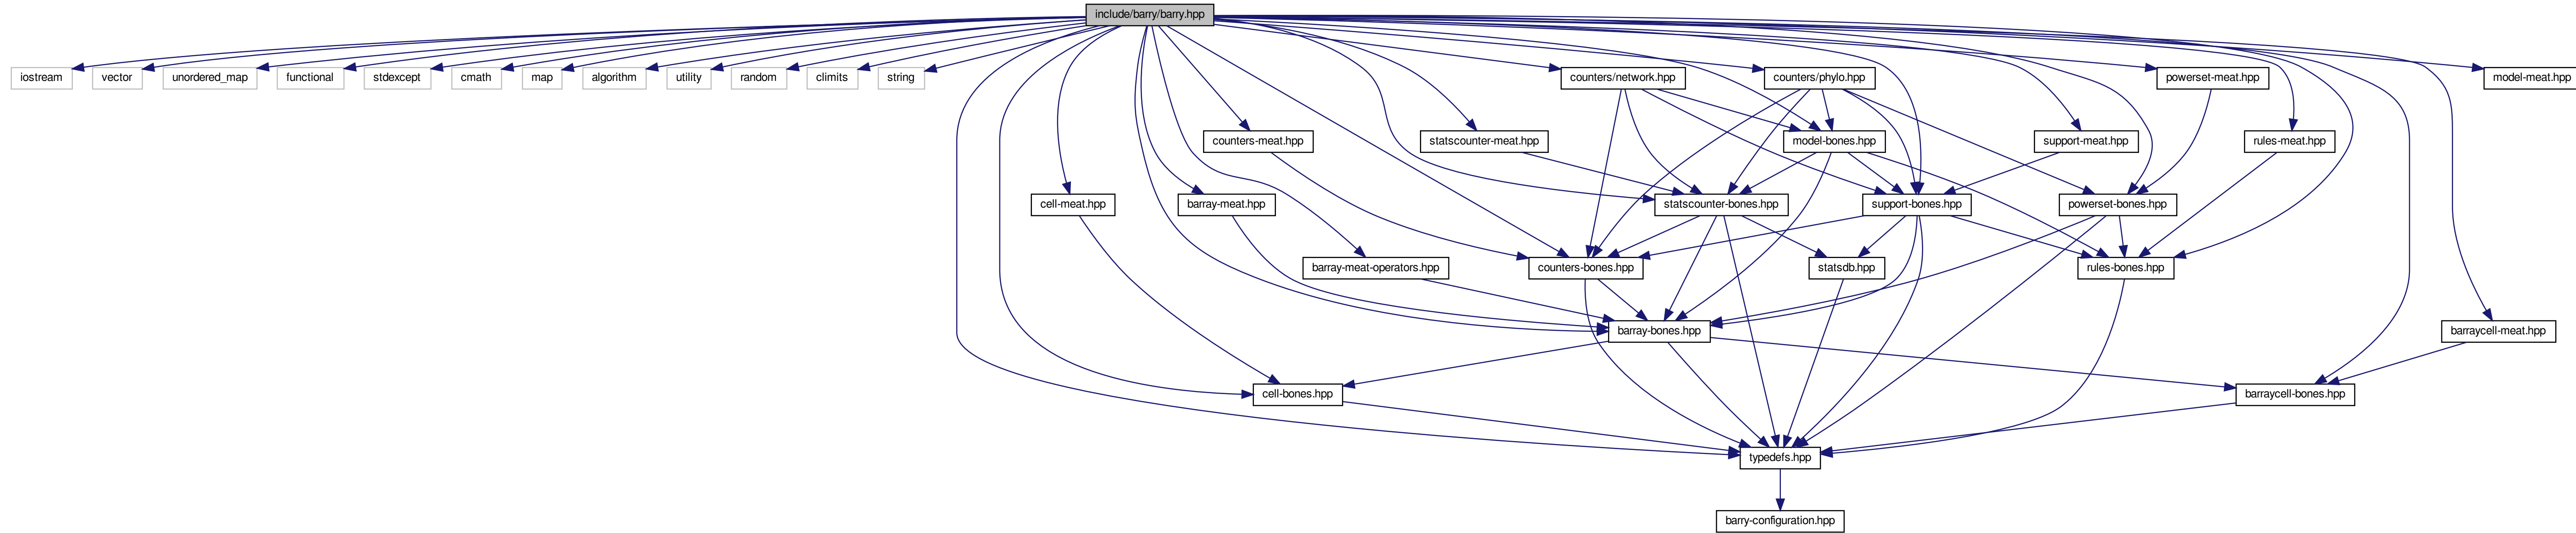 include/barry/barry.hpp
iostream
vector
unordered_map
functional
stdexcept
cmath
map
algorithm
utility
random
climits
string
counters/network.hpp
counters/phylo.hpp
powerset-meat.hpp
model-meat.hpp
counters-meat.hpp
statscounter-meat.hpp
model-bones.hpp
support-meat.hpp
rules-meat.hpp
cell-meat.hpp
barray-meat.hpp
statscounter-bones.hpp
support-bones.hpp
powerset-bones.hpp
barray-meat-operators.hpp
counters-bones.hpp
statsdb.hpp
rules-bones.hpp
barray-bones.hpp
barraycell-meat.hpp
cell-bones.hpp
barraycell-bones.hpp
typedefs.hpp
barry-configuration.hpp